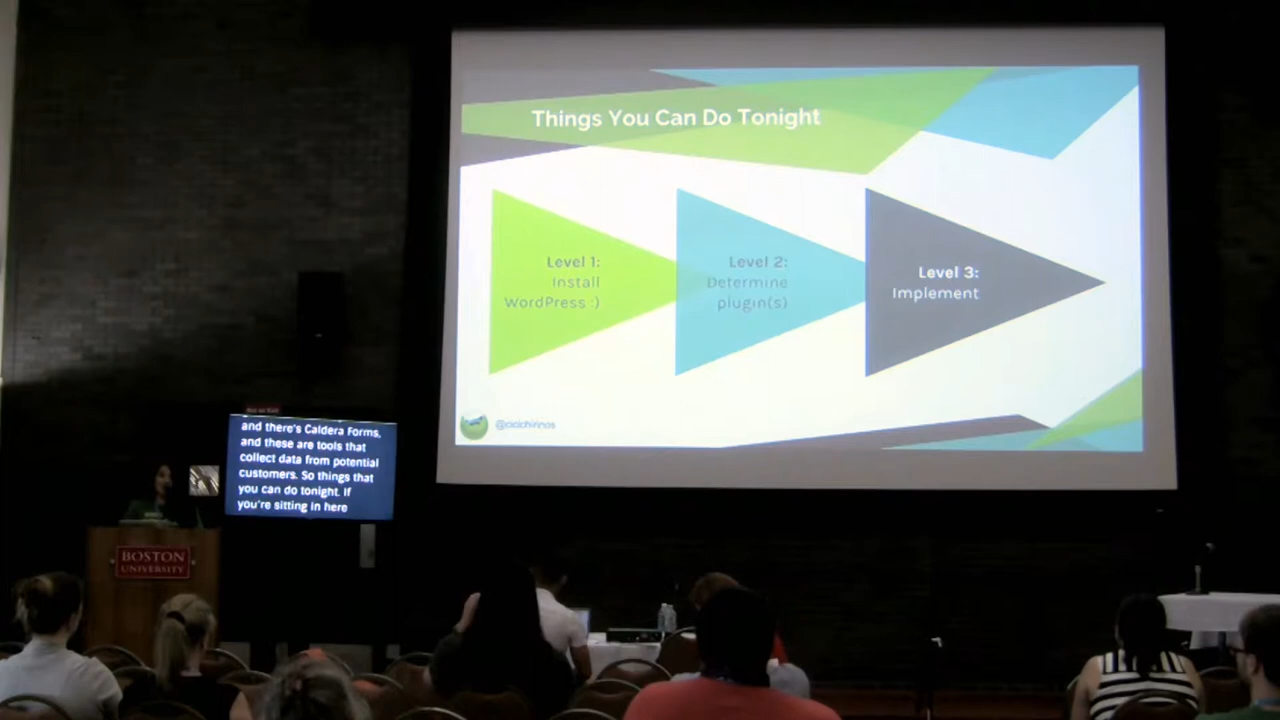 Things You Can Do Tonight
Level 1:
Install
WordPress :)
Level 2:
Determine
plugin(s)
Level 3:
Implement
and there's Caldera Forms,
and these are tools that
collect data from potential
customers. So things that
you can do tonight. If
you're sitting in here
BOSTON
UNIVERSITY